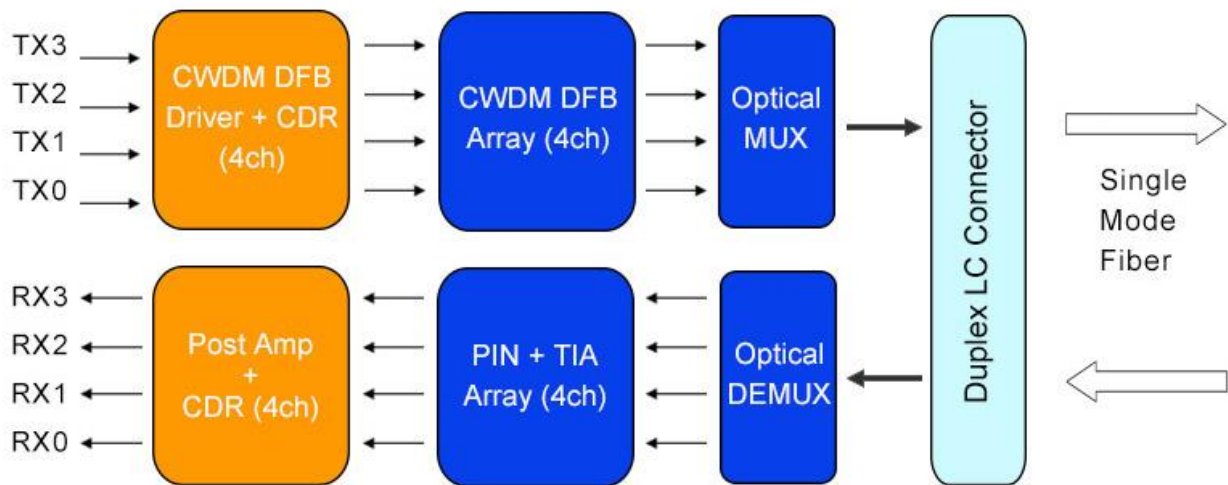 TX3
TX2
TX1
TX0
CWDM DFB
Driver + CDR
(4ch)
CWDM DFB
Array (4ch)
Optical
MUX
Duplex LC Connector
Single
Mode
Fiber
RX3
RX2
RX1
RX0
Post Amp
+
CDR (4ch)
PIN + TIA
Array (4ch)
Optical
DEMUX